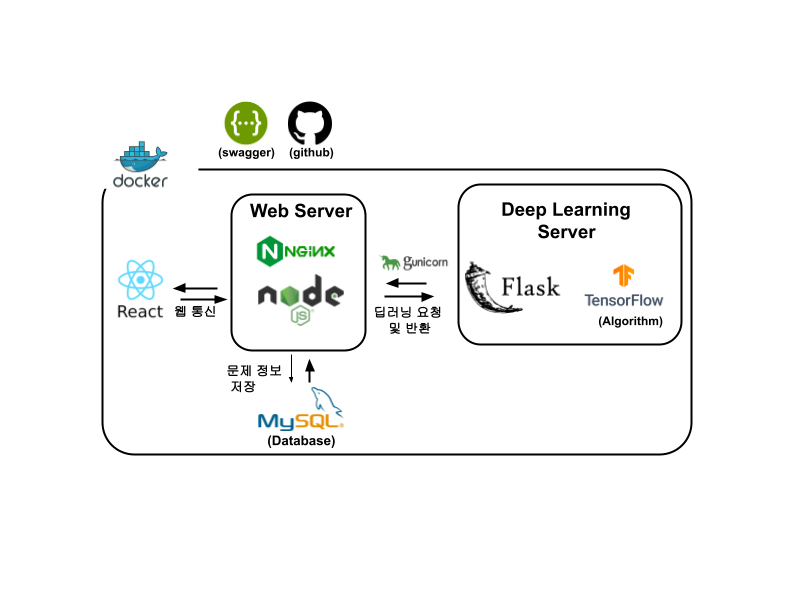 (swagger)
(github)
docker
Web Server
NGiNX
node
JS
React
웹 통신
gunicorn
딥러닝 요청
및 반환
Deep Learning
Server
Flask
TensorFlow
(Algorithm)
문제 정보
저장
MySQL
(Database)